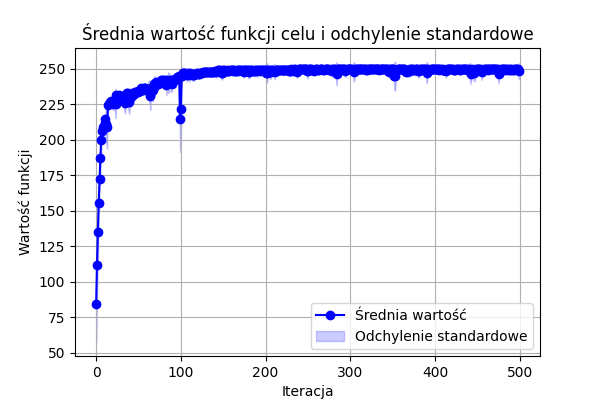 Średnia wartość funkcji celu i odchylenie standardowe
250
225
200
175
150
125
100
75
50
Wartość funkcji
0 100 200 300 400 500
Iteracja
Średnia wartość
Odchylenie standardowe